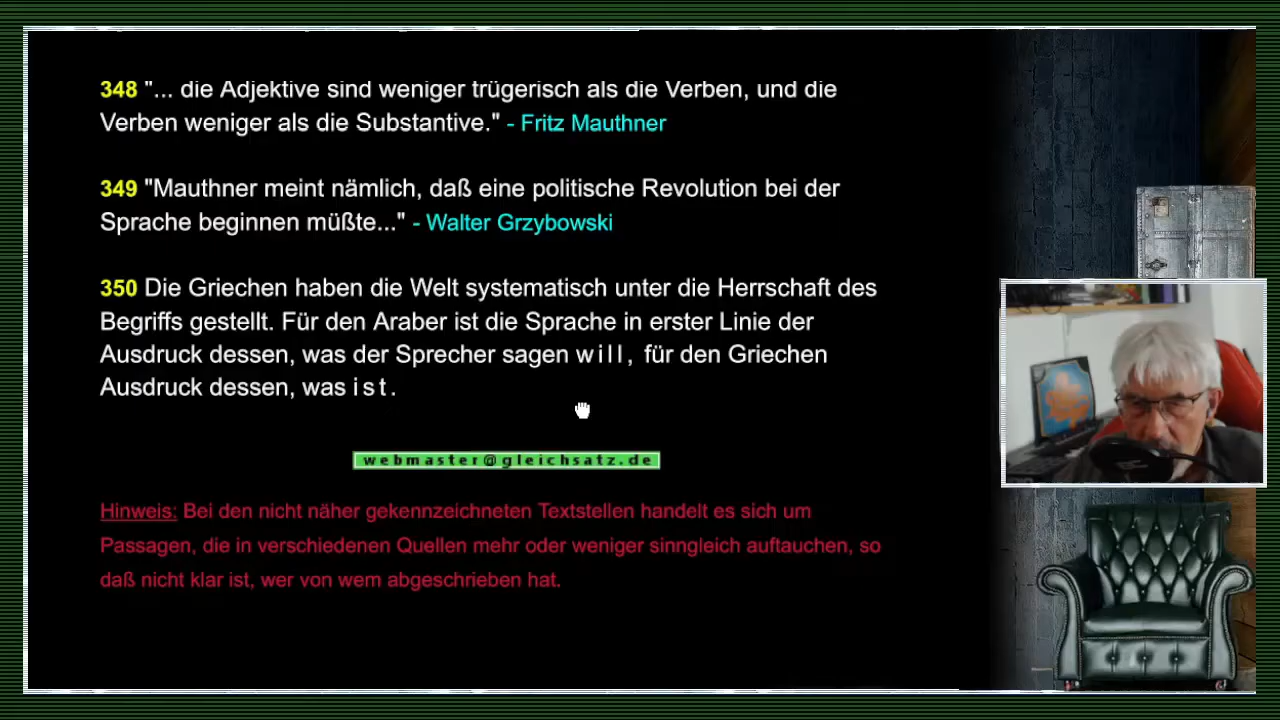 348 "... die Adjektive sind weniger trügerisch als die Verben, und die
Verben weniger als die Substantive." - Fritz Mauthner
349 "Mauthner meint nämlich, daß eine politische Revolution bei der
Sprache beginnen müßte..." - Walter Grzybowski
350 Die Griechen haben die Welt systematisch unter die Herrschaft des
Begriffs gestellt. Für den Araber ist die Sprache in erster Linie der
Ausdruck dessen, was der Sprecher sagen will, für den Griechen
Ausdruck dessen, was ist.
webmaster@gleichsatz.de
Hinweis: Bei den nicht näher gekennzeichneten Textstellen handelt es sich um
Passagen, die in verschiedenen Quellen mehr oder weniger sinngleich auftauchen, so
daß nicht klar ist, wer von wem abgeschrieben hat.